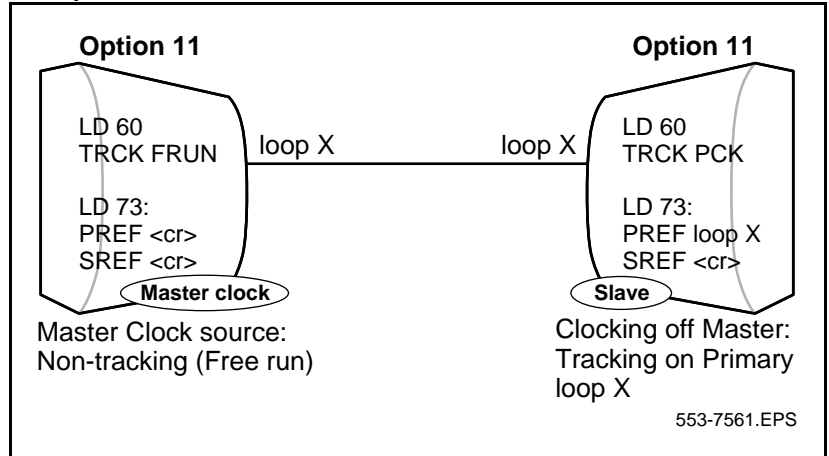 Option 11
LD 60
TRCK FRUN
LD 73:
PREF <cr>
SREF <cr>
Master clock
Master Clock source:
Non-tracking (Free run)
loop X
loop X
Option 11
LD 60
TRCK PCK
LD 73:
PREF loop X
SREF <cr>
Slave
Clocking off Master:
Tracking on Primary
loop X
553-7561.EPS